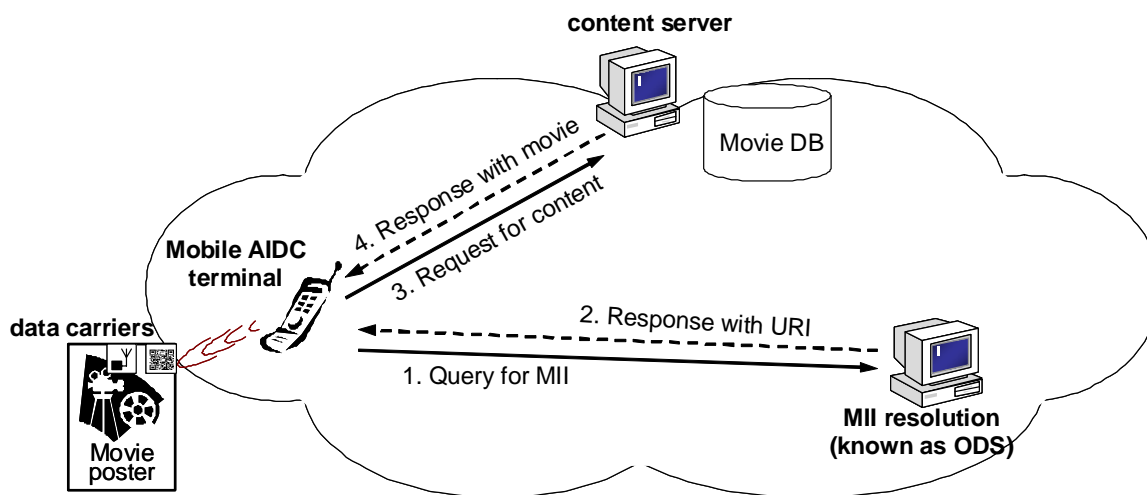 content server
Movie DB
4. Response with movie
3. Request for content
Mobile AIDC
terminal
data carriers
2. Response with URI
1. Query for MII
MII resolution
(known as ODS)
Movie
poster